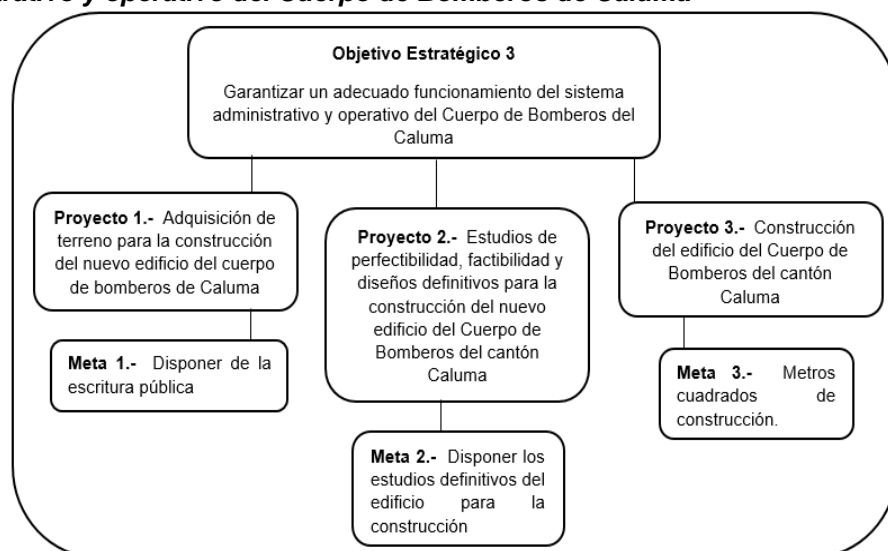 y operativo del Cuerpo de Bomberos de Caluma
Objetivo Estratégico 3
Garantizar un adecuado funcionamiento del sistema
administrativo y operativo del Cuerpo de Bomberos del
Caluma
Proyecto 1.- Adquisición de
terreno para la construcción
del nuevo edificio del cuerpo
de bomberos de Caluma
Meta 1.- Disponer de la
escritura pública
Proyecto 2.- Estudios de
perfectibilidad, factibilidad y
diseños definitivos para la
construcción del nuevo
edificio del Cuerpo de
Bomberos del cantón
Caluma
Meta 2.- Disponer los
estudios definitivos del
edificio para la
construcción
Proyecto 3.- Construcción
del edificio del Cuerpo de
Bomberos del cantón
Caluma
Meta 3.- Metros
cuadrados de
construcción.